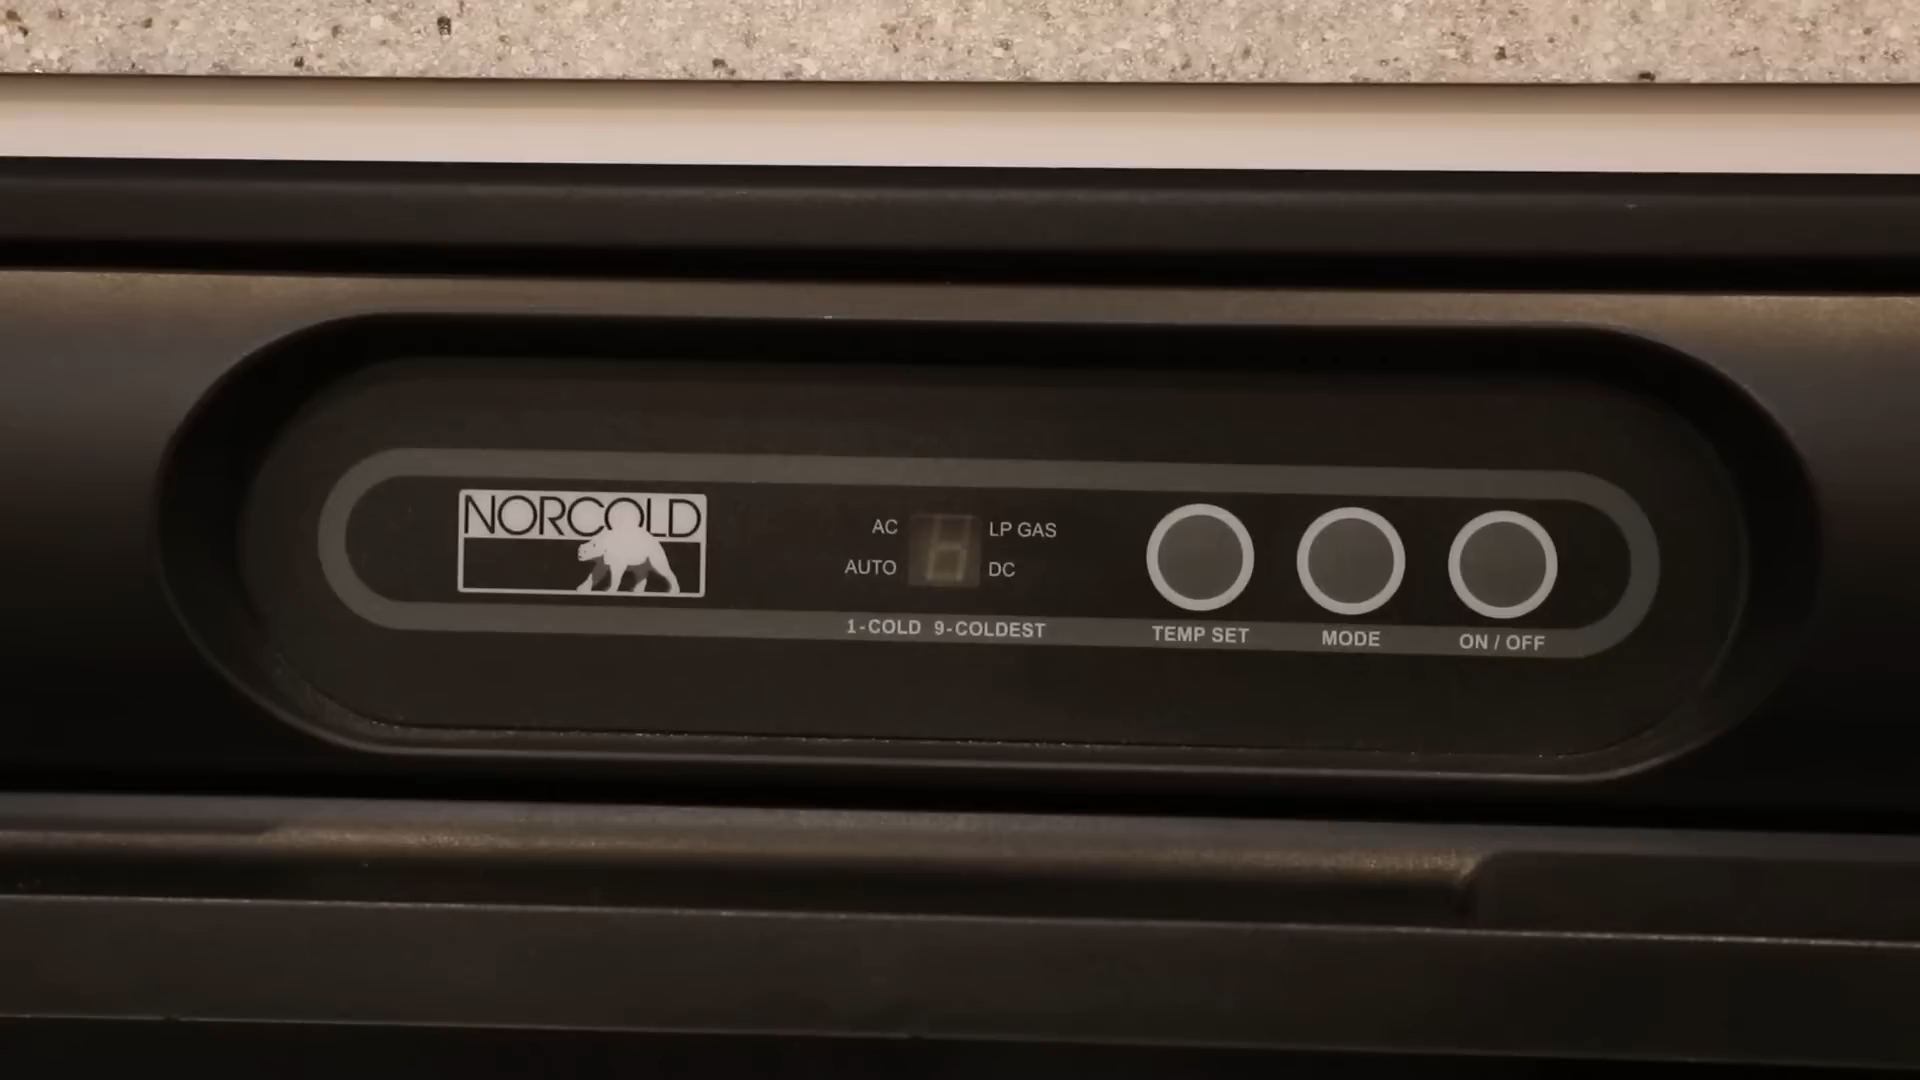 NORCOLD
AC LP GAS
AUTO DC
1-COLD 9-COLDEST
TEMP SET MODE ON / OFF